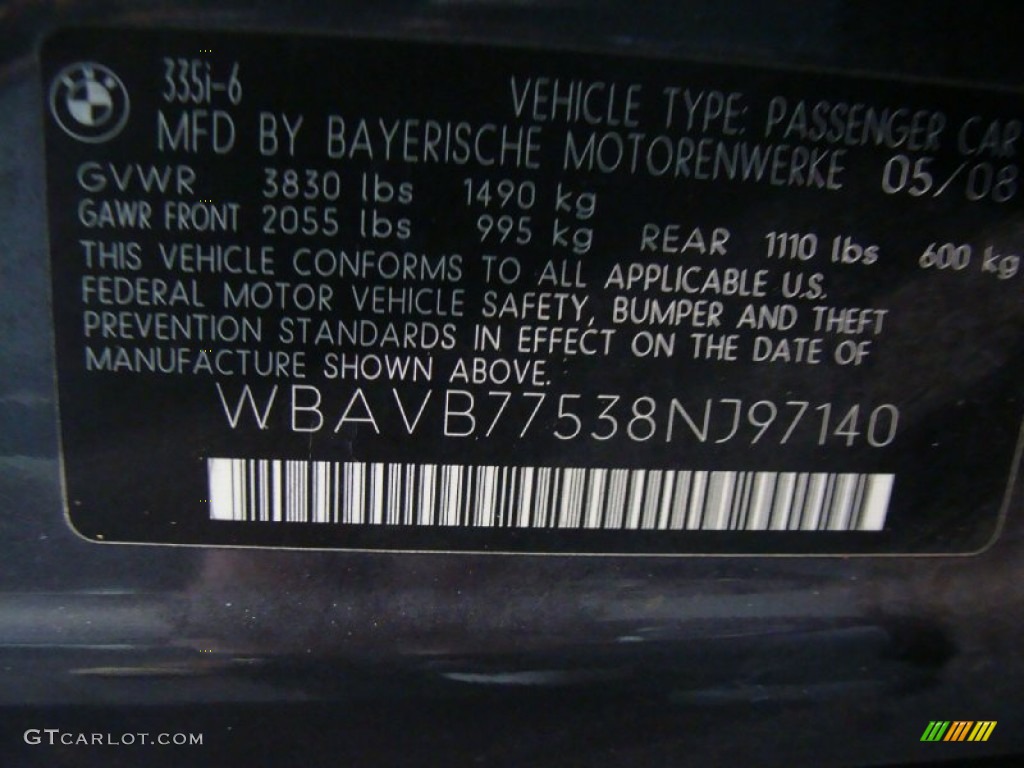 335i-6
VEHICLE TYPE: PASSENGER CAR
MFD BY BAYERISCHE MOTORENWERKE 05/08
GVWR 3830 lbs 1490 kg
GAWR FRONT 2055 lbs 995 kg REAR 1110 lbs 600 kg
THIS VEHICLE CONFORMS TO ALL APPLICABLE U.S.
FEDERAL MOTOR VEHICLE SAFETY, BUMPER AND THEFT
PREVENTION STANDARDS IN EFFECT ON THE DATE OF
MANUFACTURE SHOWN ABOVE.
WBAVB77538NJ97140
GTCARLOT.COM